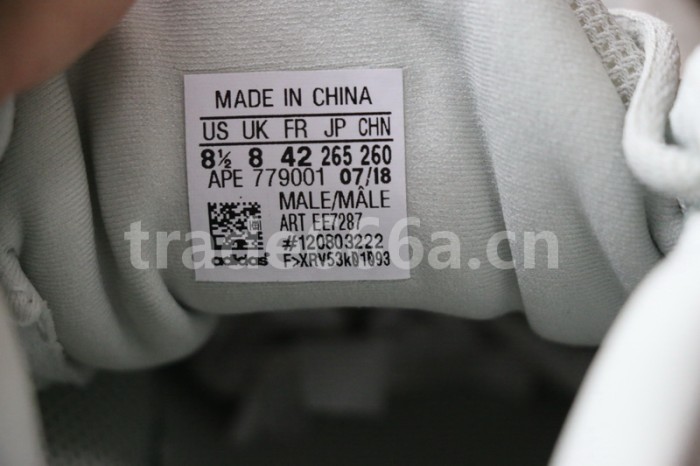 MADE IN CHINA
US UK FR JP CHN
8½ 8 42 265 260
APE 779001 07/18
MALE/MÂLE
ART EE7287
#120803222
adidas F>XRV53k01093